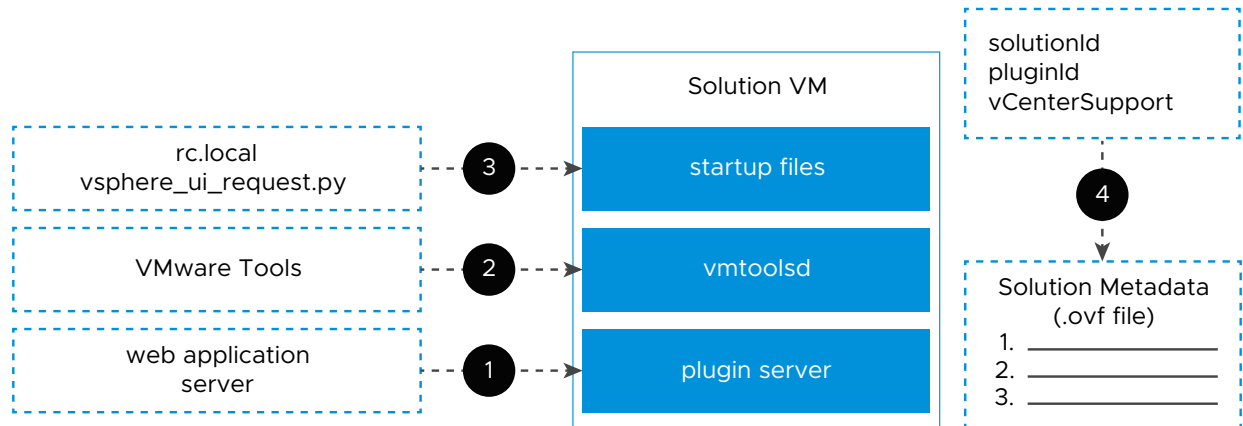 rc.local
vsphere_ui_request.py
3
VMware Tools
2
web application
server
1
Solution VM
startup files
vmtoolsd
plugin server
solutionId
pluginId
vCenterSupport
4
Solution Metadata
(.ovf file)
1.
2.
3.